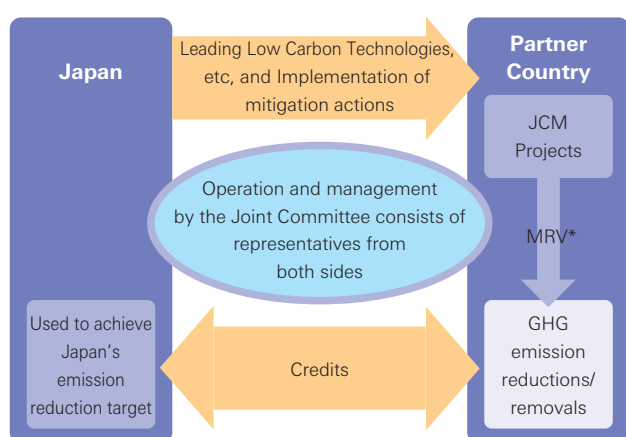 Japan
Leading Low Carbon Technologies,
etc, and Implementation of
mitigation actions
Partner
Country
JCM
Projects
Operation and management
by the Joint Committee consists of
representatives from
both sides
MRV*
Used to achieve
Japan's
emission
reduction target
Credits
GHG
emission
reductions/
removals